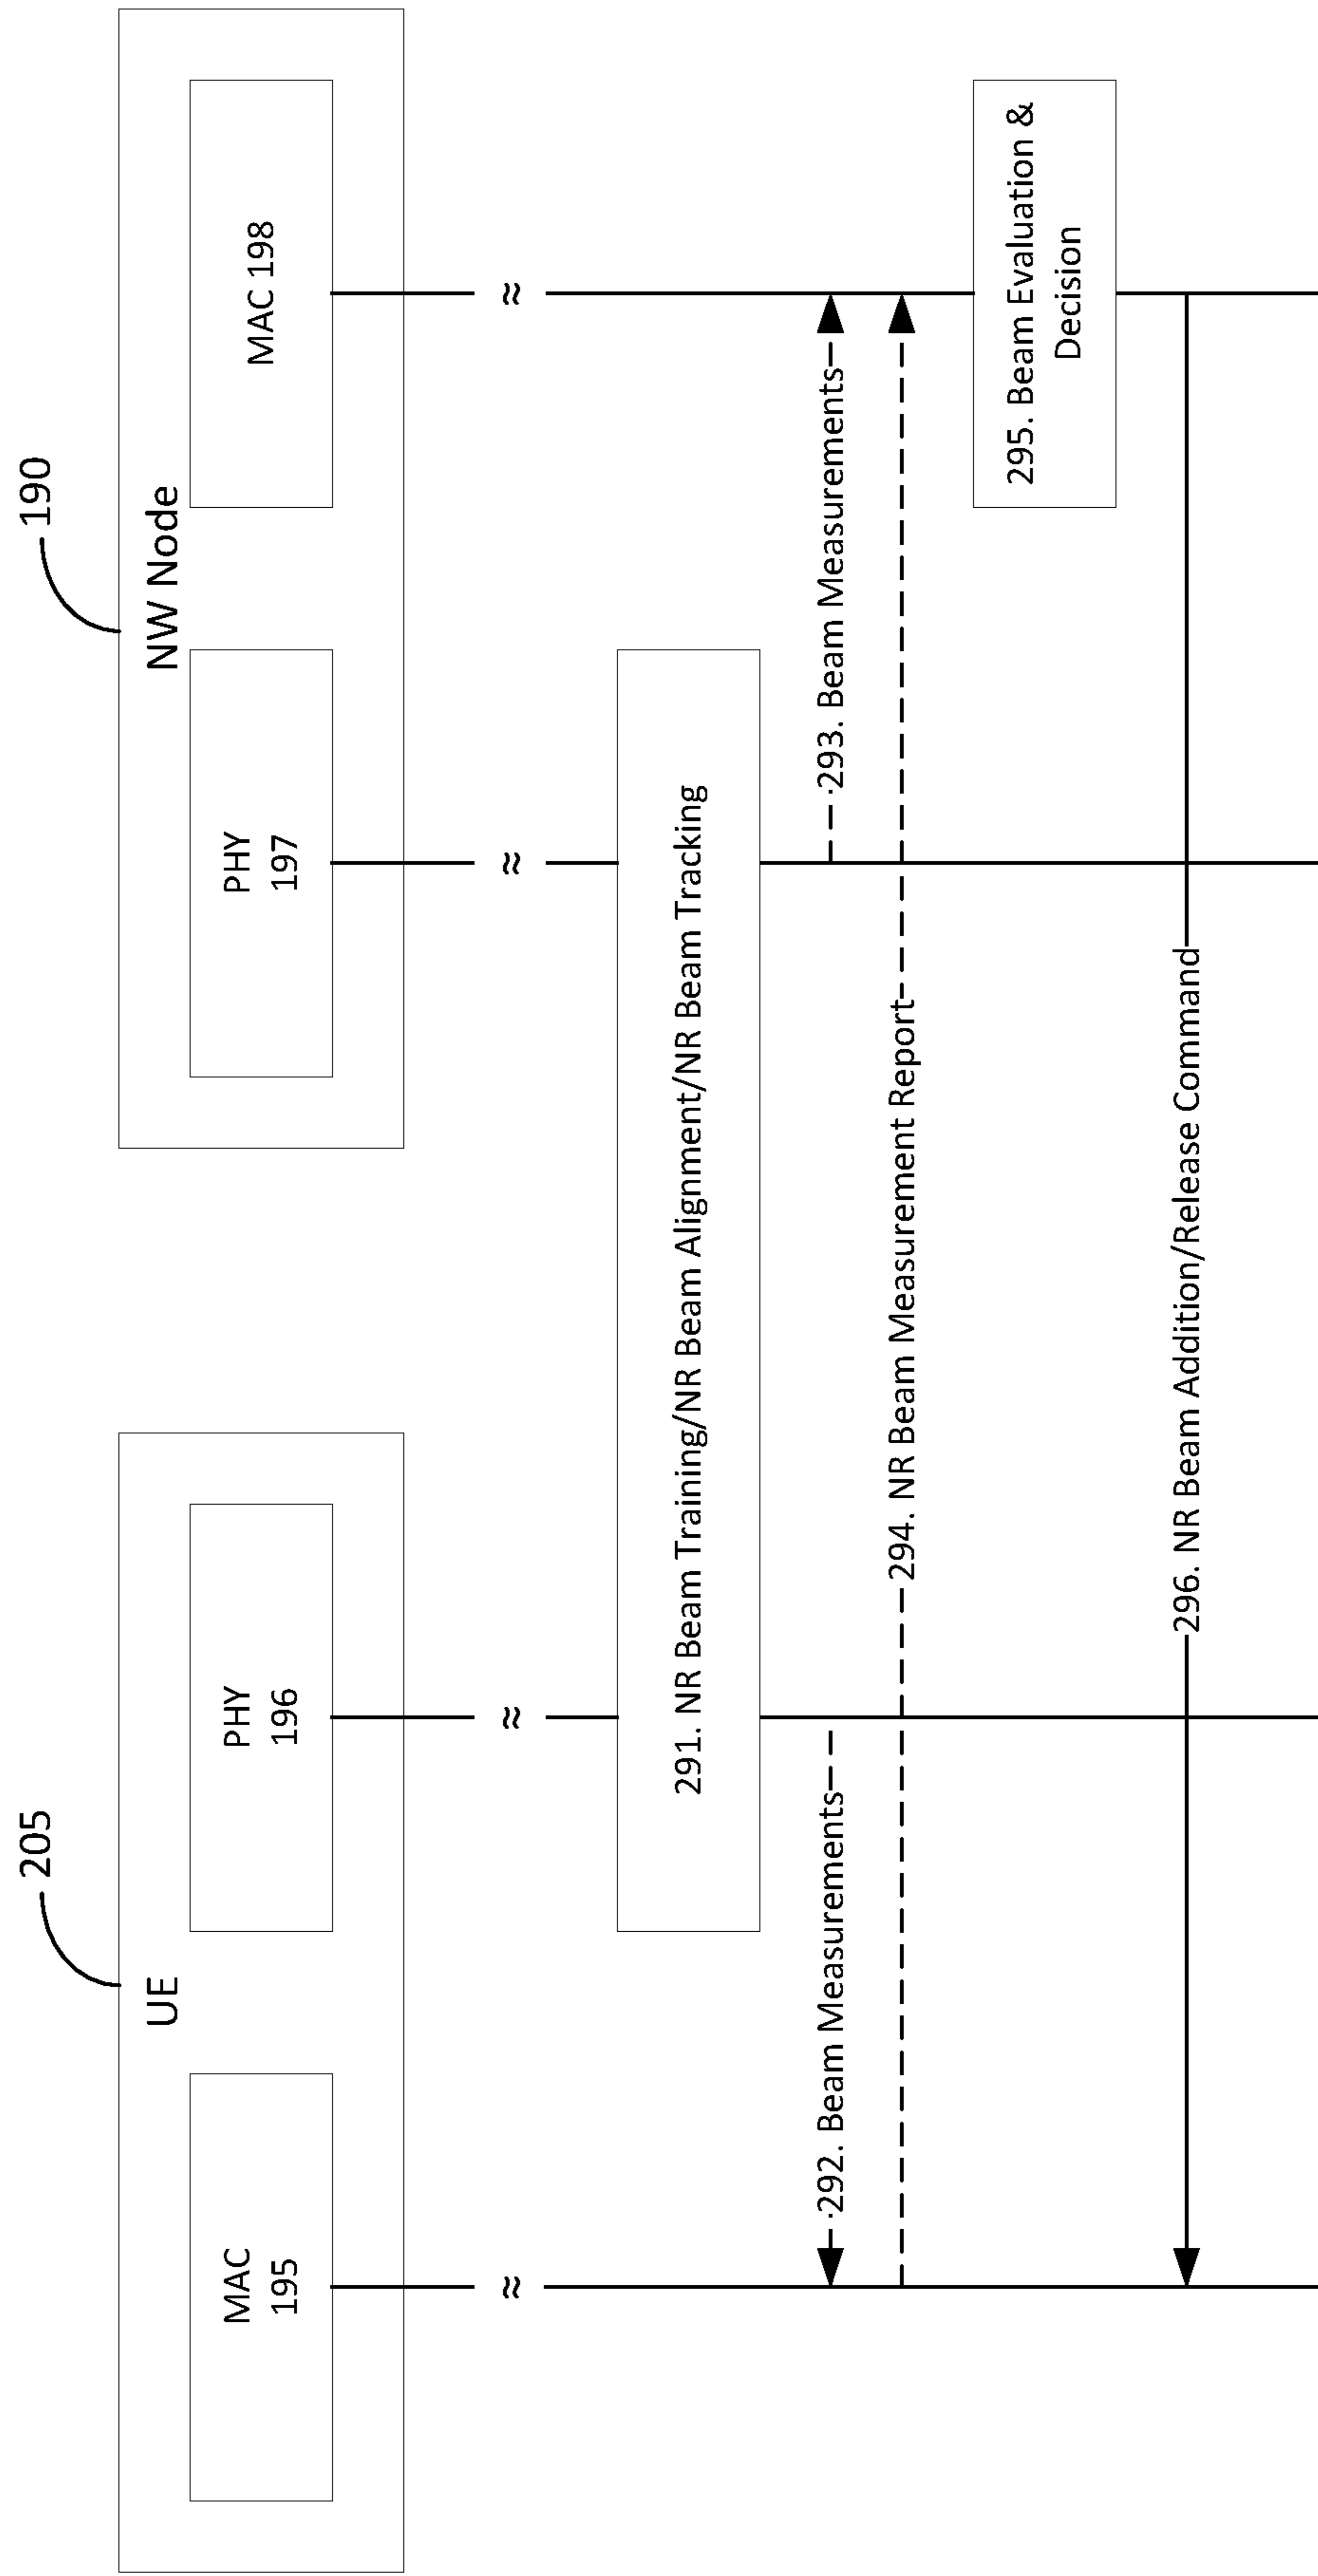 205
190
UE
NW Node
MAC
195
PHY
196
PHY
197
MAC 198
291. NR Beam Training/NR Beam Alignment/NR Beam Tracking
292. Beam Measurements
293. Beam Measurements
294. NR Beam Measurement Report
295. Beam Evaluation &
Decision
296. NR Beam Addition/Release Command